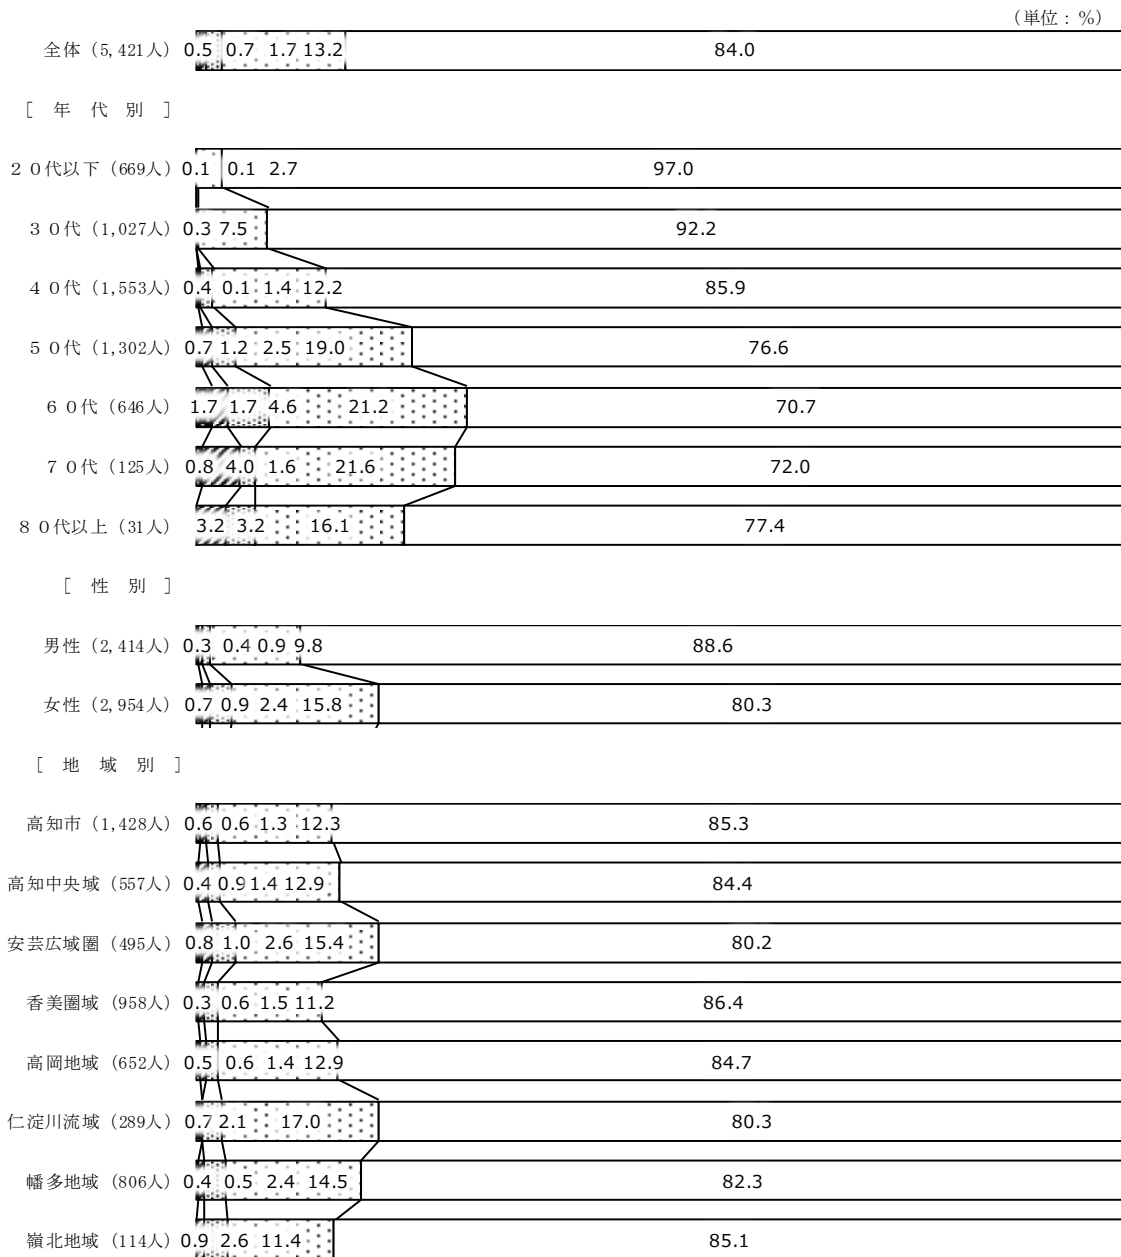 （単位：％）
全体（5,421人） 0.5 0.7 1.7 13.2 84.0
［ 年 代 別 ］
２０代以下（669人） 0.1 0.1 2.7 97.0
３０代（1,027人） 0.3 7.5 92.2
４０代（1,553人） 0.4 0.1 1.4 12.2 85.9
５０代（1,302人） 0.7 1.2 2.5 19.0 76.6
６０代（646人） 1.7 1.7 4.6 21.2 70.7
７０代（125人） 0.8 4.0 1.6 21.6 72.0
８０代以上（31人） 3.2 3.2 16.1 77.4
［ 性 別 ］
男性（2,414人） 0.3 0.4 0.9 9.8 88.6
女性（2,954人） 0.7 0.9 2.4 15.8 80.3
［ 地 域 別 ］
高知市（1,428人） 0.6 0.6 1.3 12.3 85.3
高知中央域（557人） 0.4 0.9 1.4 12.9 84.4
安芸広域圏（495人） 0.8 1.0 2.6 15.4 80.2
香美圏域（958人） 0.3 0.6 1.5 11.2 86.4
高岡地域（652人） 0.5 0.6 1.4 12.9 84.7
仁淀川流域（289人） 0.7 2.1 17.0 80.3
幡多地域（806人） 0.4 0.5 2.4 14.5 82.3
嶺北地域（114人） 0.9 2.6 11.4 85.1